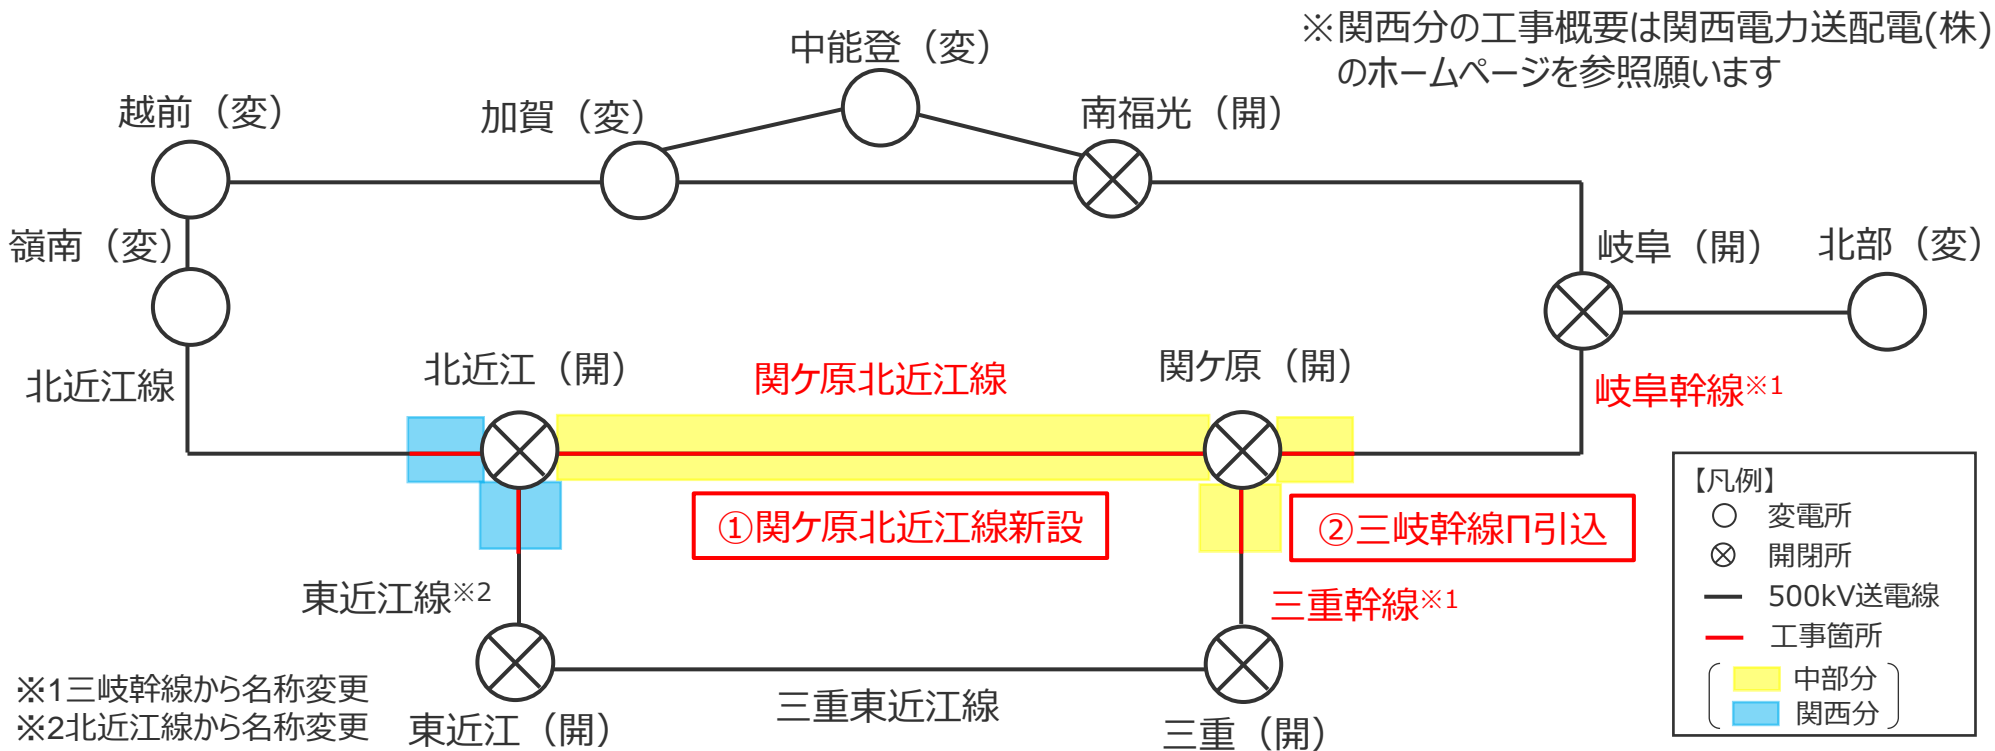 ※関西分の工事概要は関西電力送配電(株)
のホームページを参照願います
中能登（変）
越前（変）
加賀（変）
南福光（開）
嶺南（変）
岐阜（開）
北部（変）
北近江線
北近江（開）
関ケ原北近江線
関ケ原（開）
岐阜幹線※1
①関ケ原北近江線新設
②三岐幹線Π引込
東近江線※2
三重幹線※1
※1三岐幹線から名称変更
※2北近江線から名称変更
東近江（開）
三重東近江線
三重（開）
【凡例】
変電所
開閉所
500kV送電線
工事箇所
中部分
関西分